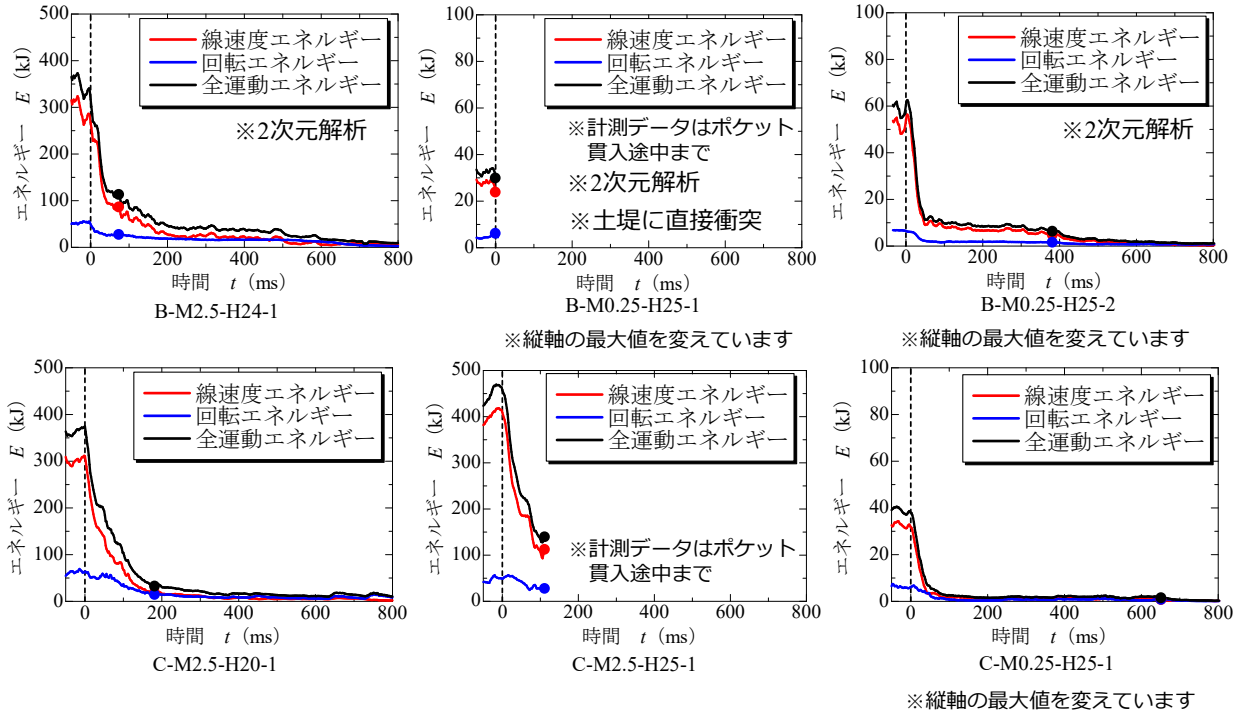 エネルギー E (kJ)
500
400
300
200
100
0
線速度エネルギー
回転エネルギー
全運動エネルギー
※2次元解析
0 200 400 600 800
時間 t (ms)
B-M2.5-H24-1
エネルギー E (kJ)
100
80
60
40
20
0
線速度エネルギー
回転エネルギー
全運動エネルギー
※計測データはポケット
貫入途中まで
※2次元解析
※土堤に直接衝突
0 200 400 600 800
時間 t (ms)
B-M0.25-H25-1
※縦軸の最大値を変えています
エネルギー E (kJ)
100
80
60
40
20
0
線速度エネルギー
回転エネルギー
全運動エネルギー
※2次元解析
0 200 400 600 800
時間 t (ms)
B-M0.25-H25-2
※縦軸の最大値を変えています
エネルギー E (kJ)
500
400
300
200
100
0
線速度エネルギー
回転エネルギー
全運動エネルギー
0 200 400 600 800
時間 t (ms)
C-M2.5-H20-1
エネルギー E (kJ)
500
400
300
200
100
0
線速度エネルギー
回転エネルギー
全運動エネルギー
※計測データはポケット
貫入途中まで
0 200 400 600 800
時間 t (ms)
C-M2.5-H25-1
エネルギー E (kJ)
100
80
60
40
20
0
線速度エネルギー
回転エネルギー
全運動エネルギー
0 200 400 600 800
時間 t (ms)
C-M0.25-H25-1
※縦軸の最大値を変えています